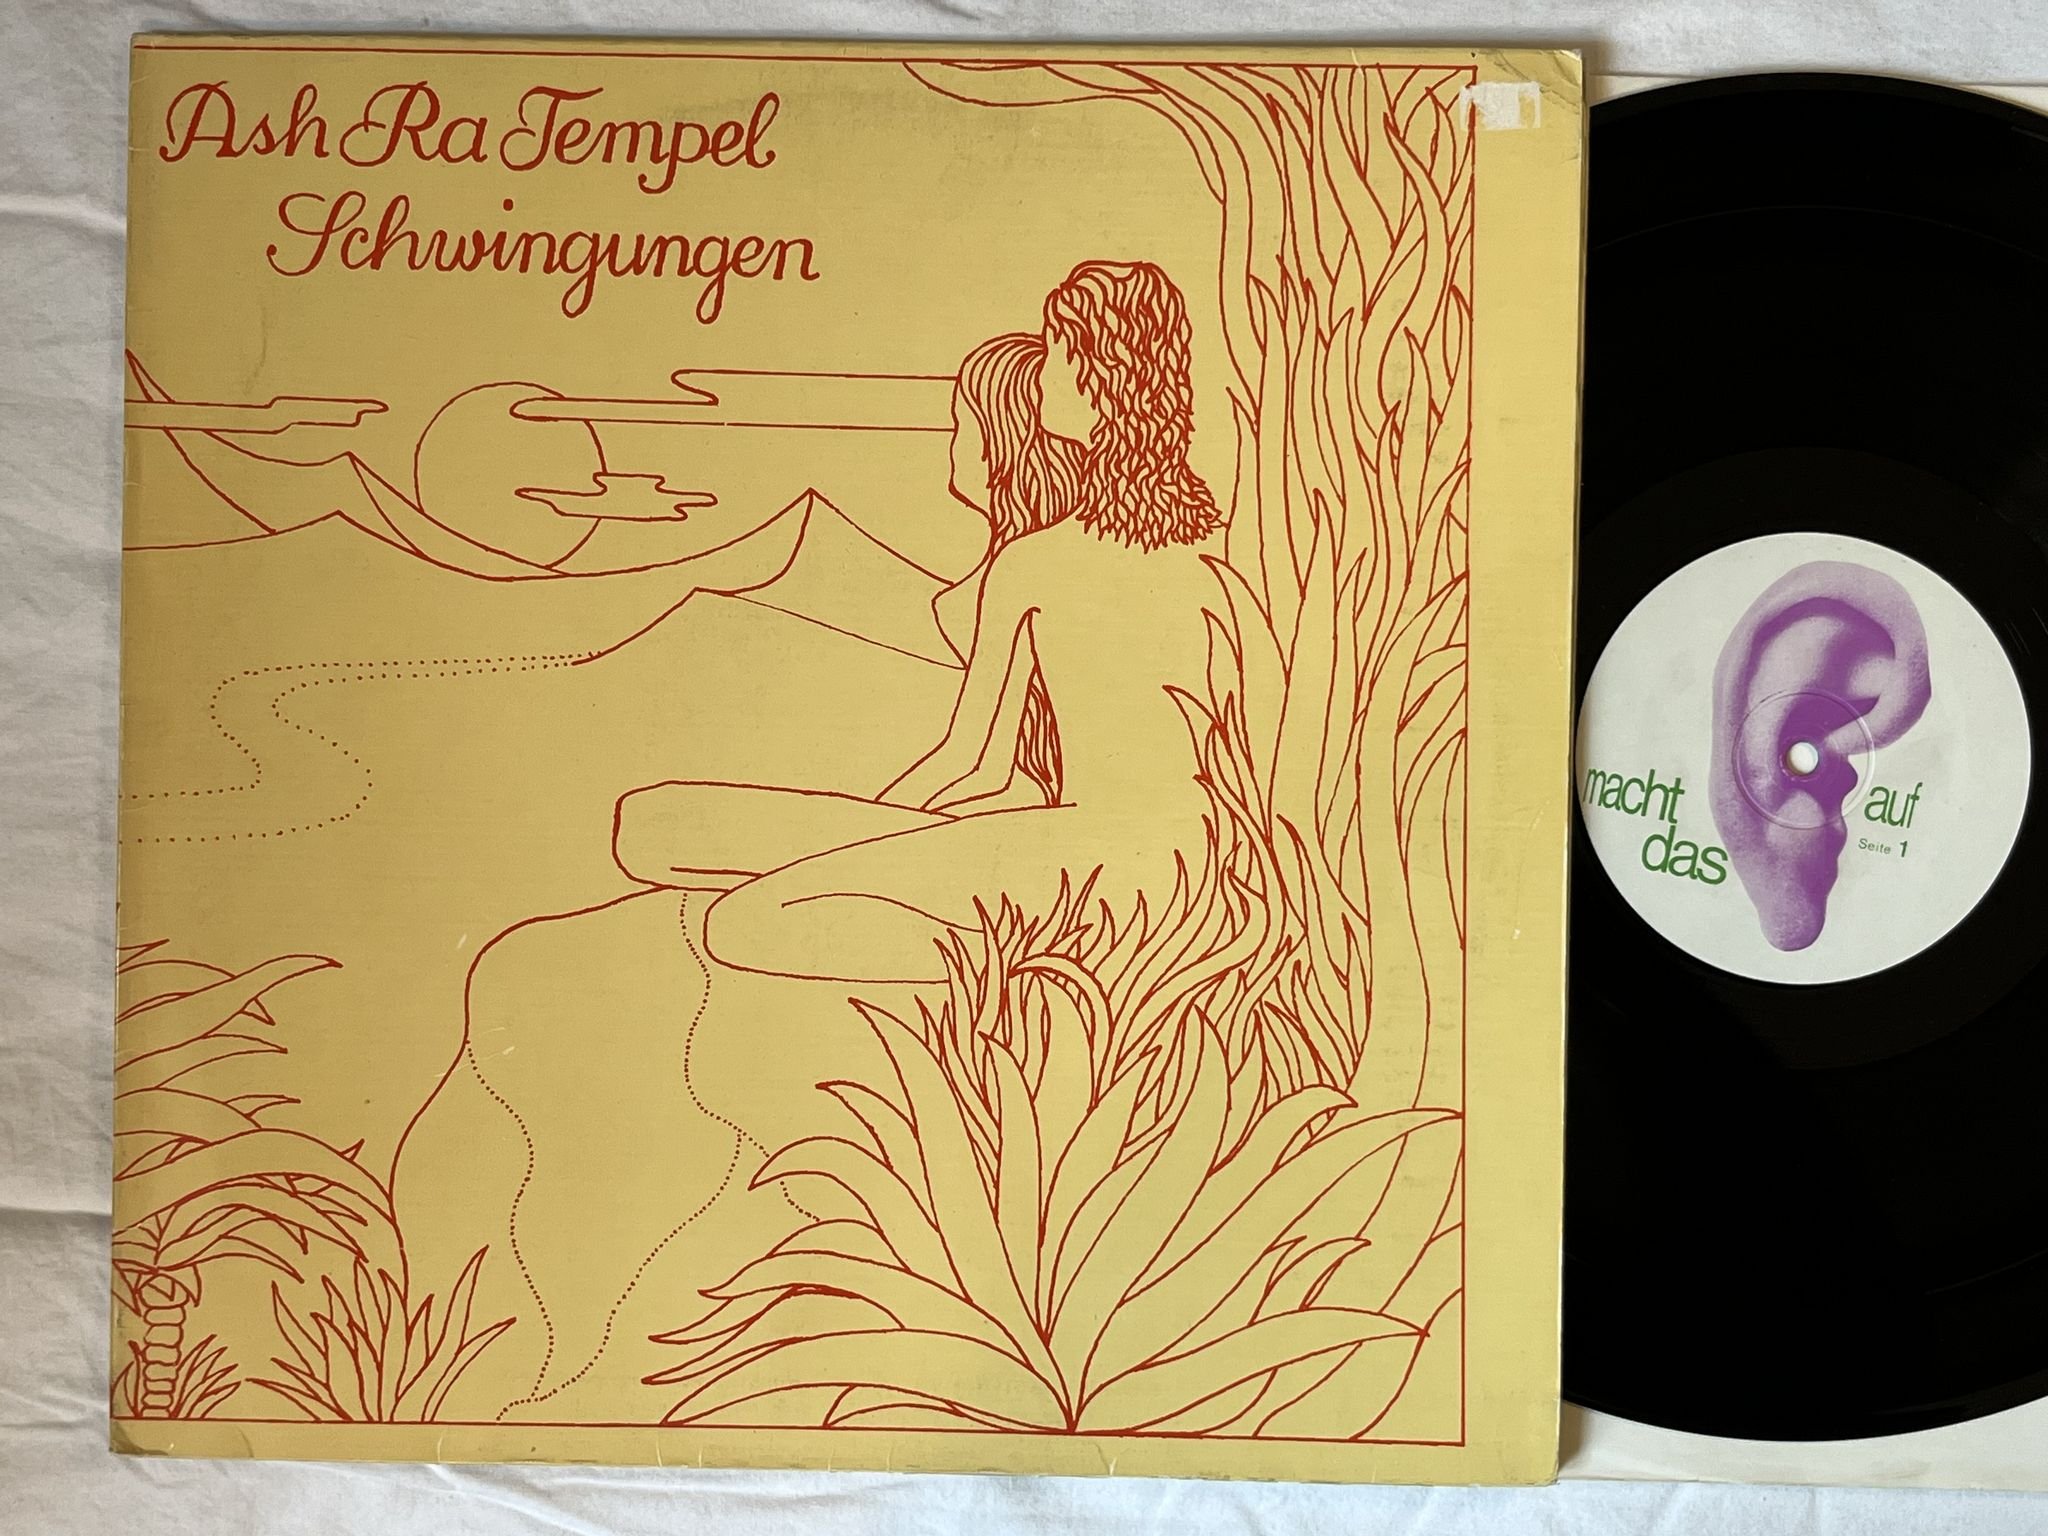 Ash Ra Tempel
Schwingungen
macht
das
auf
Seite 1